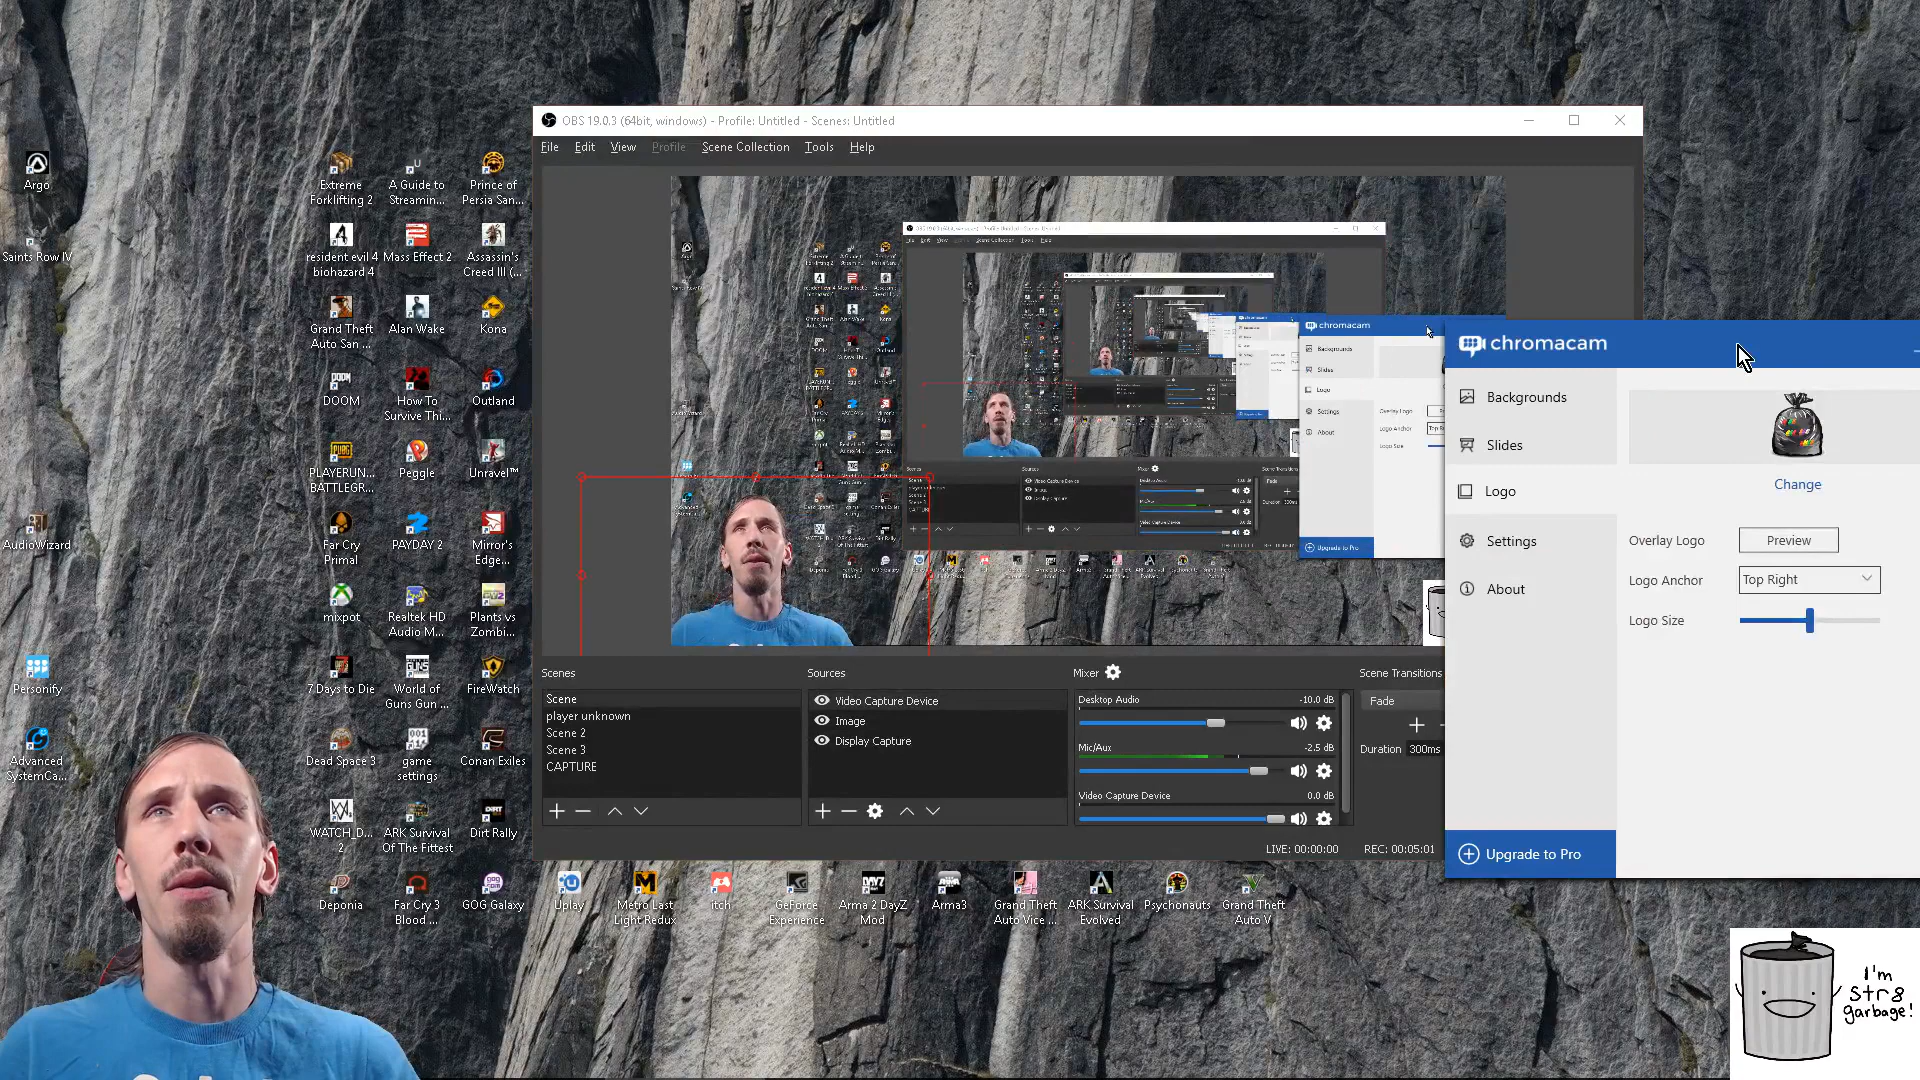 OBS 19.0.3 (64bit, windows) - Profile: Untitled - Scenes: Untitled
File Edit View Profile Scene Collection Tools Help
Argo
Saints Row IV
AudioWizard
Personify
Advanced
SystemCa...
Extreme
Forklifting 2
A Guide to
Streamin...
Prince of
Persia San...
resident evil 4
biohazard 4
Mass Effect 2
Assassin's
Creed III (...
Grand Theft
Auto San ...
Alan Wake
Kona
DOOM
How To
Survive Thi...
Outland
PLAYERUN...
BATTLEGR...
Peggle
Unravel™
Far Cry
Primal
PAYDAY 2
Mirror's
Edge...
mixpot
Realtek HD
Audio M...
Plants vs
Zombi...
7 Days to Die
World of
Guns Gun ...
FireWatch
Dead Space 3
game
settings
Conan Exiles
WATCH_D...
2
ARK Survival
Of The Fittest
Dirt Rally
Deponia
Far Cry 3
Blood ...
GOG Galaxy
Uplay
Metro Last
Light Redux
itch
GeForce
Experience
Arma 2 DayZ
Mod
Arma3
Grand Theft
Auto Vice ...
ARK Survival
Evolved
Psychonauts
Grand Theft
Auto V
Scenes
Scene
player unknown
Scene 2
Scene 3
CAPTURE
Sources
Video Capture Device
Image
Display Capture
Mixer
Desktop Audio -10.0 dB
Mic/Aux -2.5 dB
Video Capture Device 0.0 dB
Scene Transitions
Fade
Duration 300ms
LIVE: 00:00:00 REC: 00:05:01
chromacam
Backgrounds
Slides
Logo
Settings
About
Upgrade to Pro
Change
Overlay Logo Preview
Logo Anchor Top Right
Logo Size
chromacam
Backgrounds
Slides
Logo
Settings
About
Upgrade to Pro
I'm
str8
garbage!